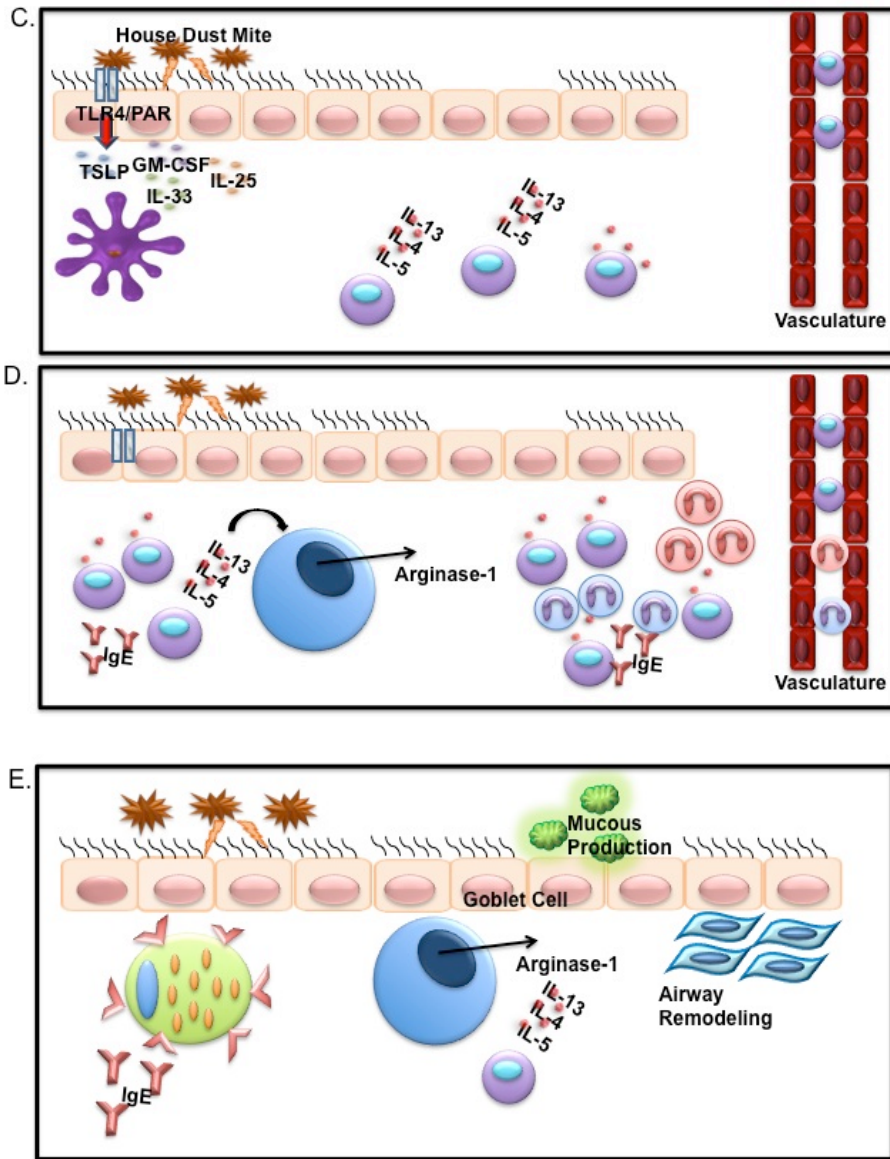 C.
House Dust Mite
TLR4/PAR
TSLP
GM-CSF
IL-33
IL-25
IL-13
IL-4
IL-5
IL-13
IL-4
IL-5
Vasculature
D.
IL-13
IL-4
IL-5
Arginase-1
IgE
IgE
Vasculature
E.
Mucous
Production
Goblet Cell
Arginase-1
IL-13
IL-4
IL-5
Airway
Remodeling
IgE